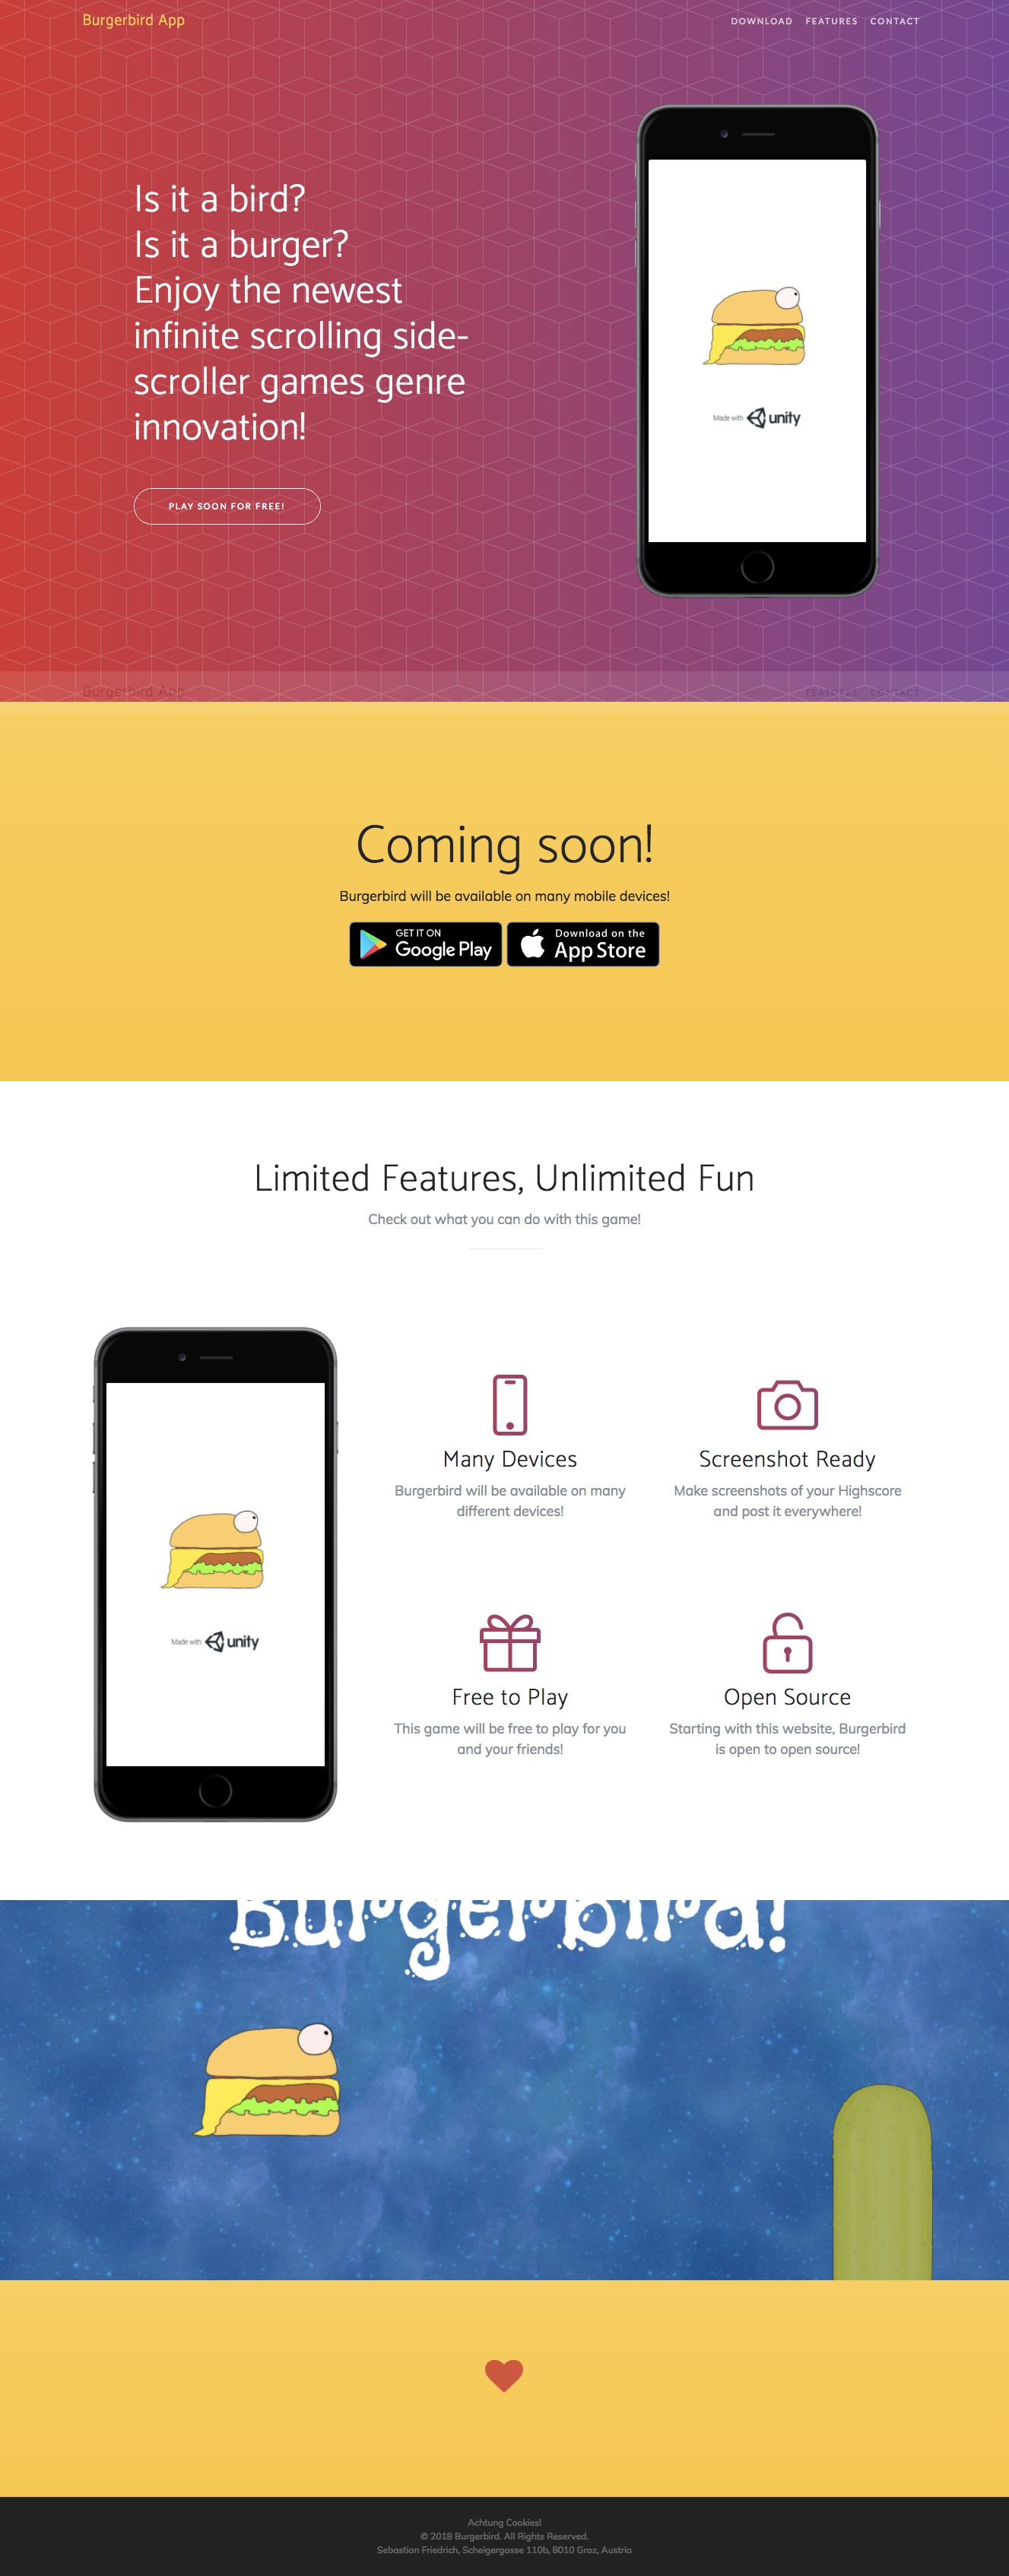 Burgerbird App
DOWNLOAD FEATURES CONTACT
Is it a bird?
Is it a burger?
Enjoy the newest
infinite scrolling side-
scroller games genre
innovation!
PLAY SOON FOR FREE!
Made with unity
Burgerbird App
FEATURES CONTACT
Coming soon!
Burgerbird will be available on many mobile devices!
GET IT ON
Google Play
Download on the
App Store
Limited Features, Unlimited Fun
Check out what you can do with this game!
Made with unity
Many Devices
Burgerbird will be available on many
different devices!
Screenshot Ready
Make screenshots of your Highscore
and post it everywhere!
Free to Play
This game will be free to play for you
and your friends!
Open Source
Starting with this website, Burgerbird
is open to open source!
Burgerbird!
Achtung Cookies!
© 2018 Burgerbird. All Rights Reserved.
Sebastian Friedrich, Scheigergasse 110b, 8010 Graz, Austria